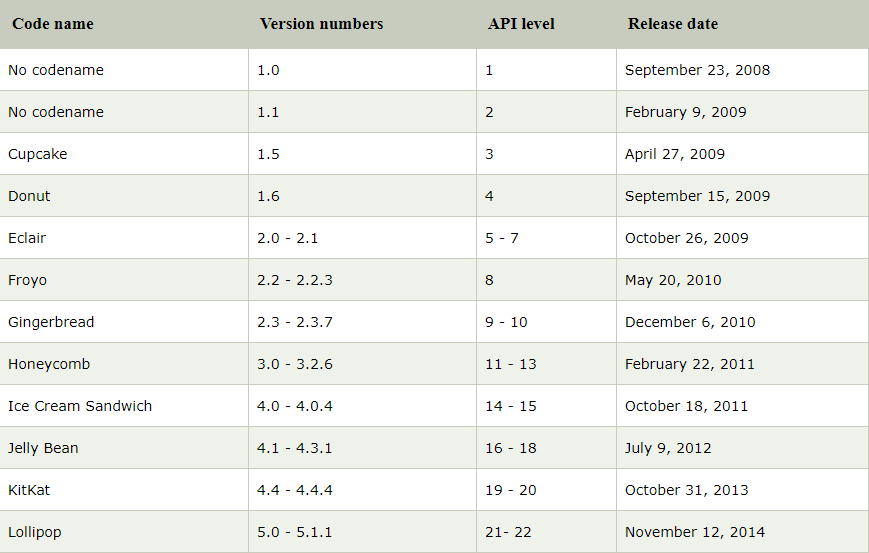 Code name Version numbers API level Release date
No codename 1.0 1 September 23, 2008
No codename 1.1 2 February 9, 2009
Cupcake 1.5 3 April 27, 2009
Donut 1.6 4 September 15, 2009
Eclair 2.0 - 2.1 5 - 7 October 26, 2009
Froyo 2.2 - 2.2.3 8 May 20, 2010
Gingerbread 2.3 - 2.3.7 9 - 10 December 6, 2010
Honeycomb 3.0 - 3.2.6 11 - 13 February 22, 2011
Ice Cream Sandwich 4.0 - 4.0.4 14 - 15 October 18, 2011
Jelly Bean 4.1 - 4.3.1 16 - 18 July 9, 2012
KitKat 4.4 - 4.4.4 19 - 20 October 31, 2013
Lollipop 5.0 - 5.1.1 21- 22 November 12, 2014